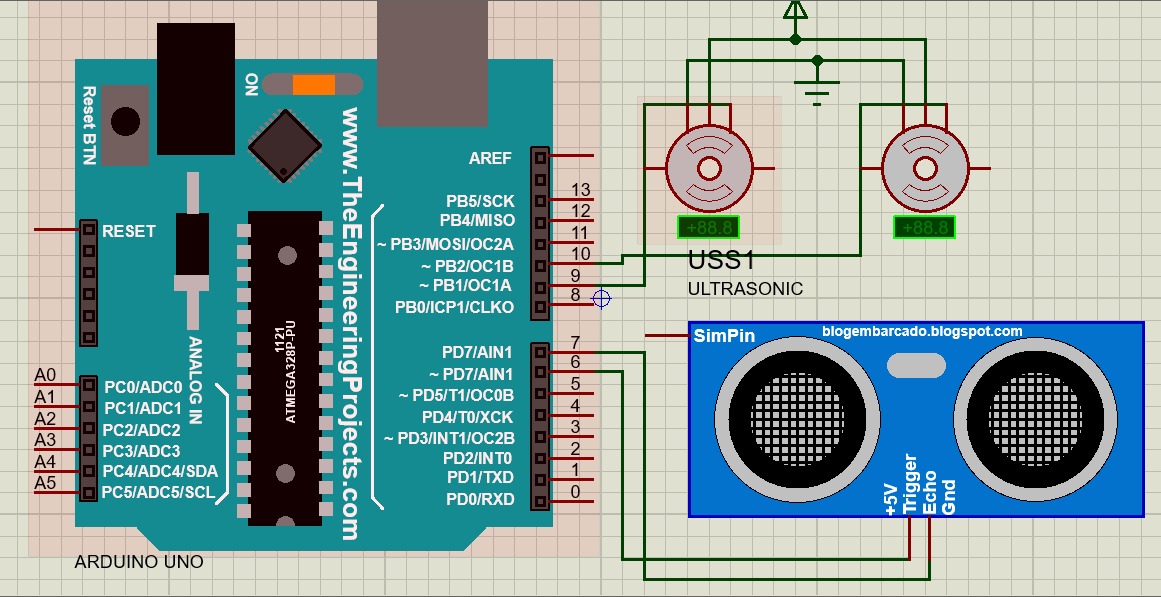 Reset BTN
ON
www.TheEngineeringProjects.com
RESET
ANALOG IN
1121
ATMEGA328P-PU
A0
A1
A2
A3
A4
A5
PC0/ADC0
PC1/ADC1
PC2/ADC2
PC3/ADC3
PC4/ADC4/SDA
PC5/ADC5/SCL
AREF
PB5/SCK
PB4/MISO
~ PB3/MOSI/OC2A
~ PB2/OC1B
~ PB1/OC1A
PB0/ICP1/CLKO
13
12
11
10
9
8
PD7/AIN1
~ PD7/AIN1
~ PD5/T1/OC0B
PD4/T0/XCK
~ PD3/INT1/OC2B
PD2/INT0
PD1/TXD
PD0/RXD
7
6
5
4
3
2
1
0
ARDUINO UNO
+88.8
+88.8
USS1
ULTRASONIC
SimPin
blogembarcado.blogspot.com
+5V
Trigger
Echo
Gnd